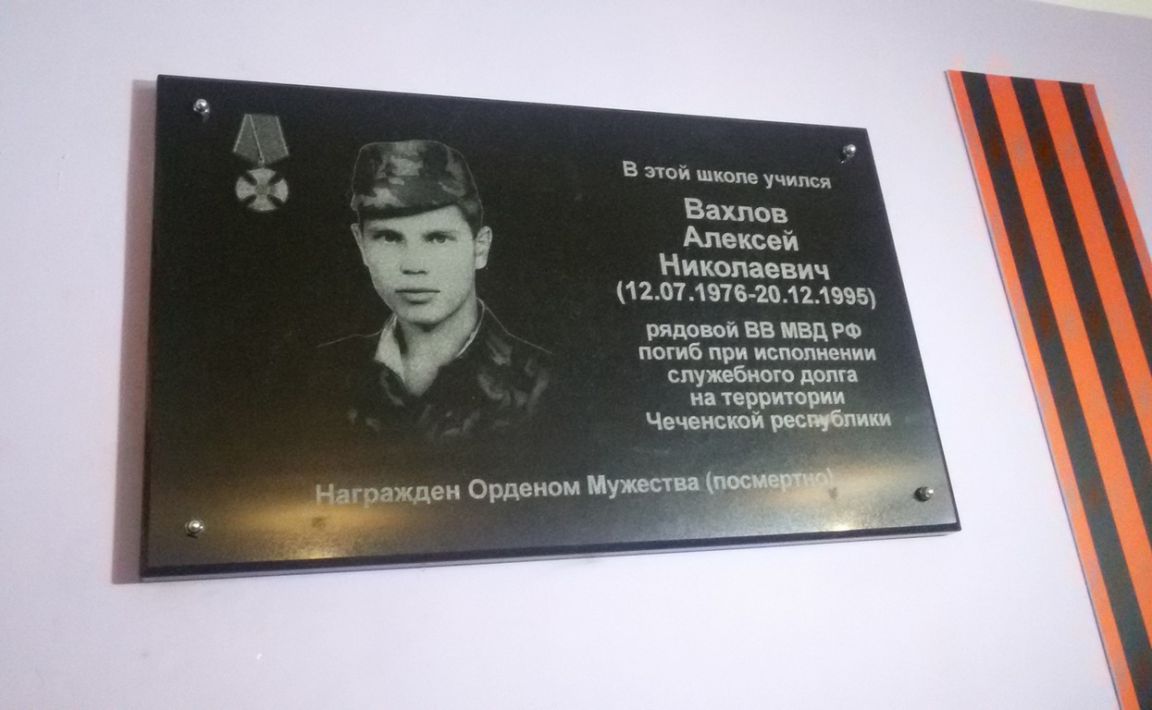 В этой школе учился
Вахлов
Алексей
Николаевич
(12.07.1976-20.12.1995)
рядовой ВВ МВД РФ
погиб при исполнении
служебного долга
на территории
Чеченской республики
Награжден Орденом Мужества (посмертно)